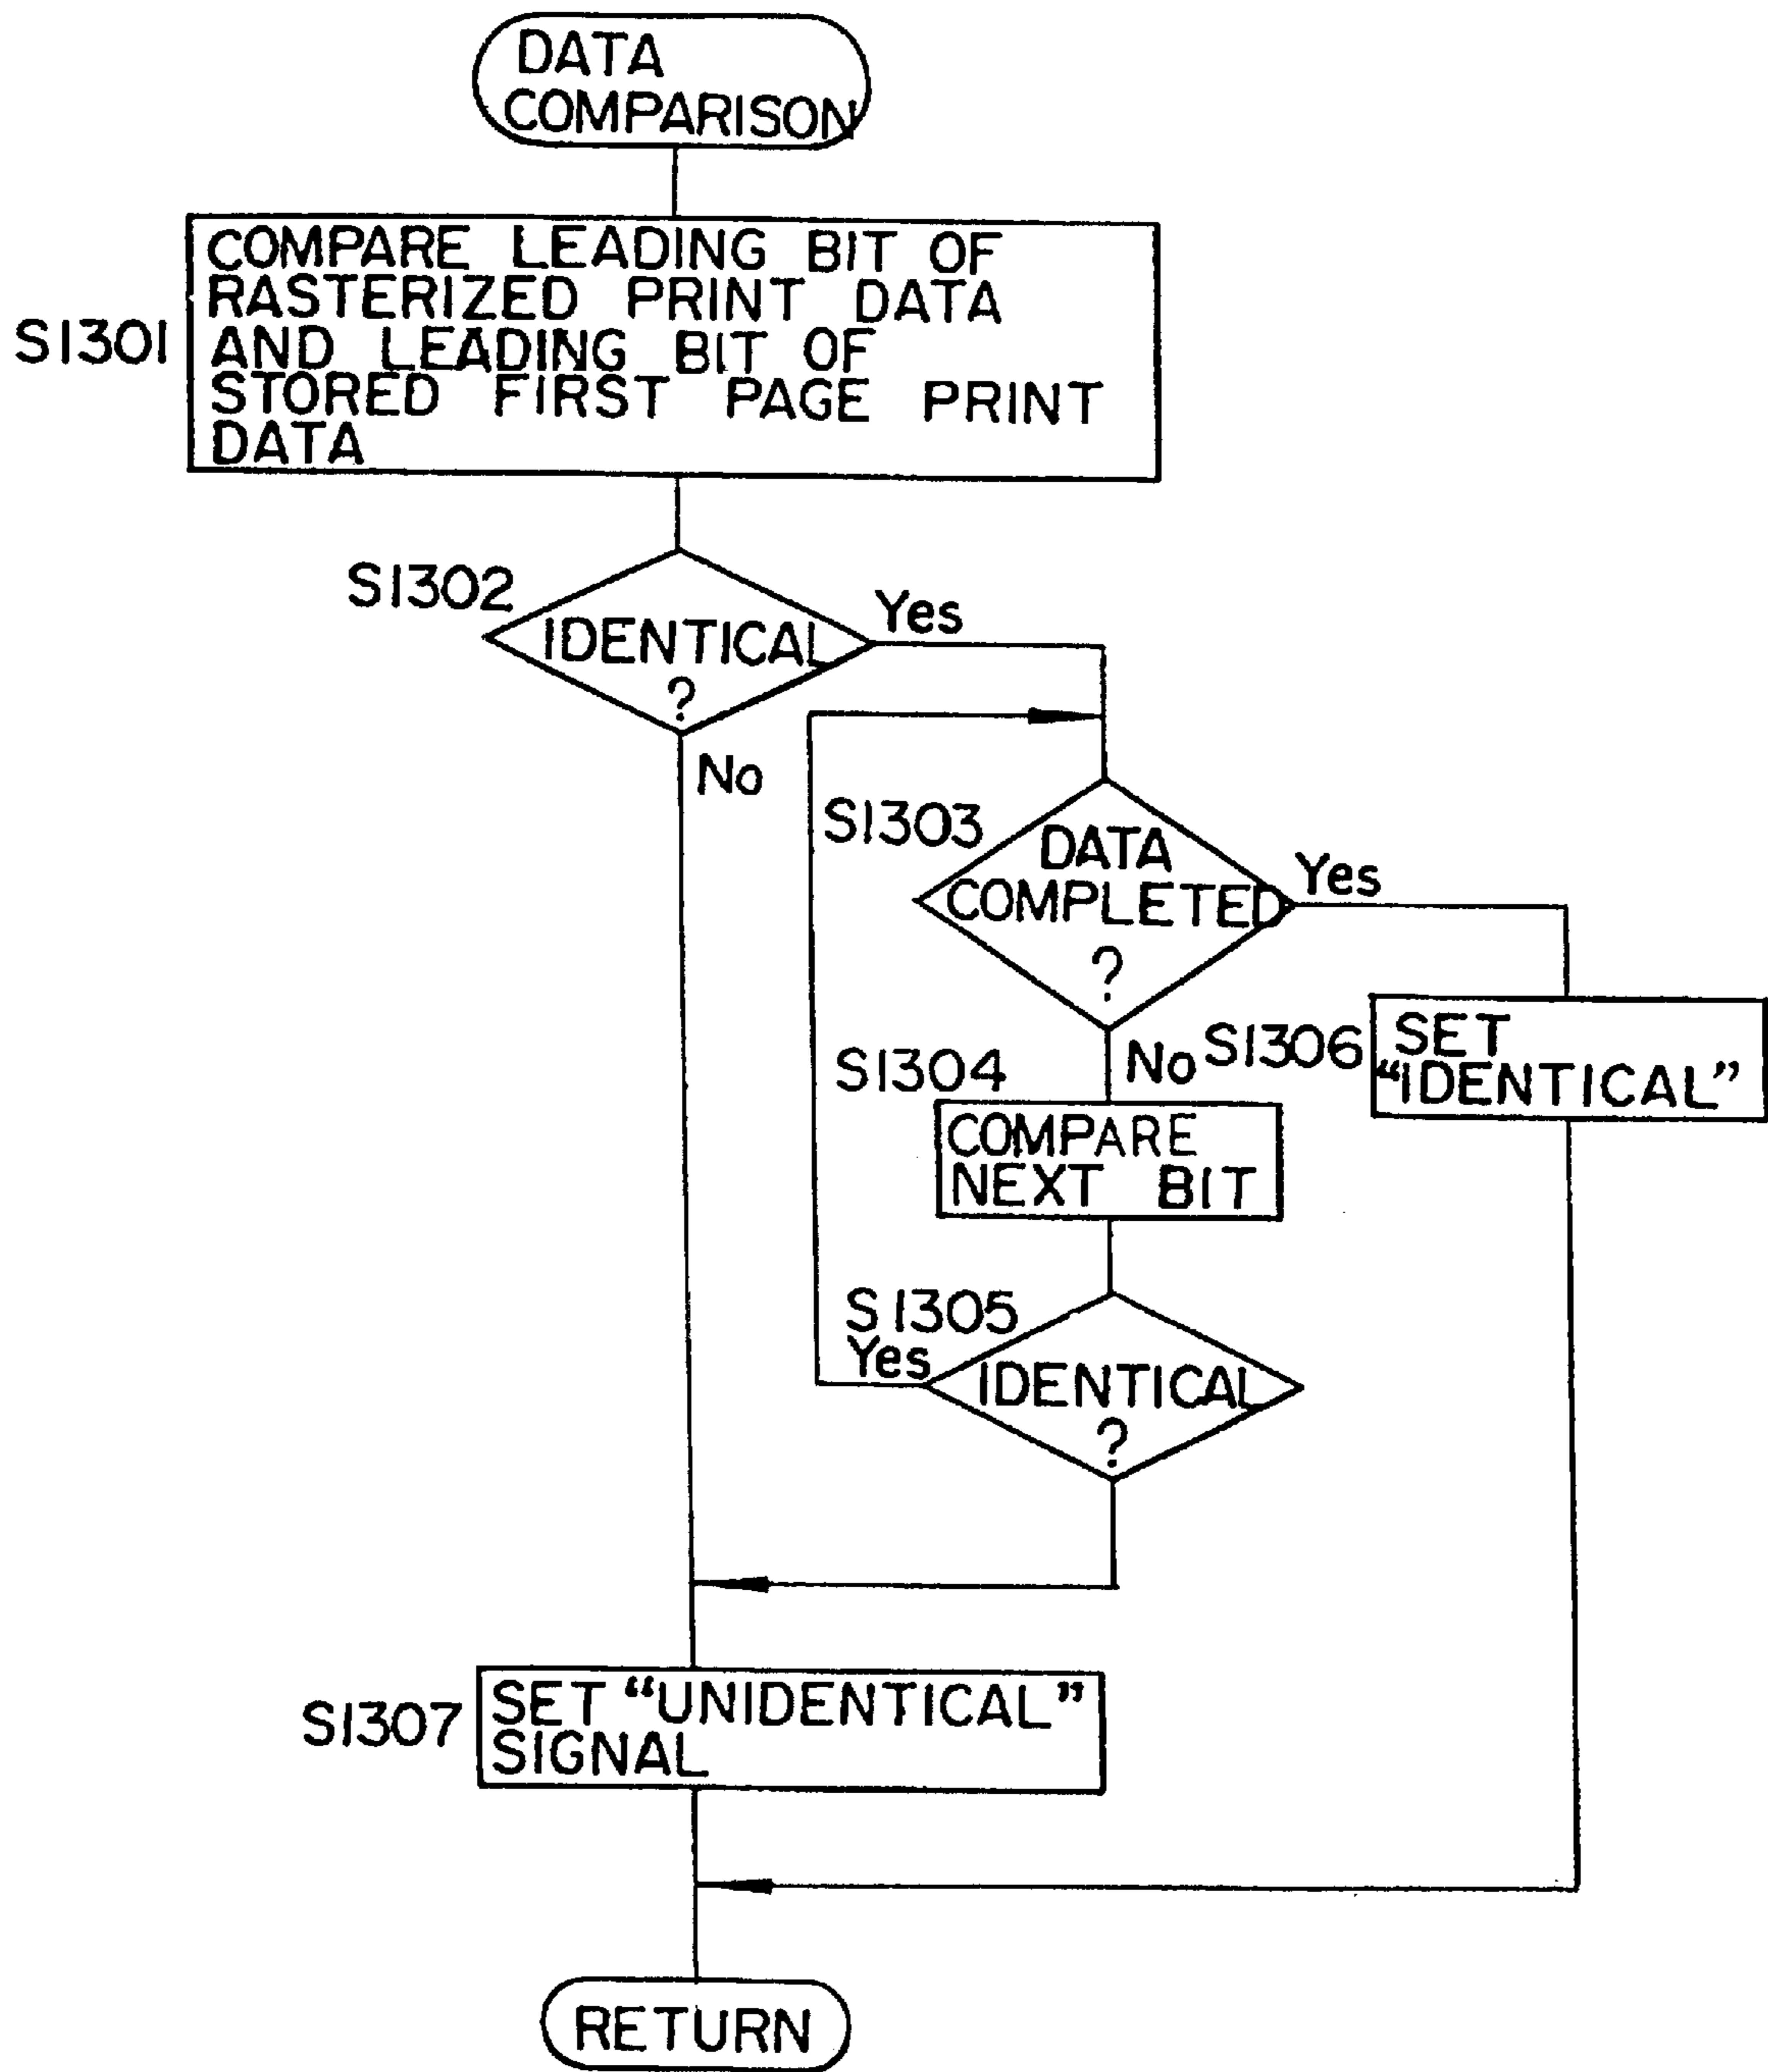 DATA
COMPARISON
S1301
COMPARE LEADING BIT OF
RASTERIZED PRINT DATA
AND LEADING BIT OF
STORED FIRST PAGE PRINT
DATA
S1302
IDENTICAL
?
Yes
No
S1303
DATA
COMPLETED
?
Yes
No
S1306
SET
“IDENTICAL”
S1304
COMPARE
NEXT BIT
S1305
Yes
IDENTICAL
?
S1307
SET “UNIDENTICAL”
SIGNAL
RETURN